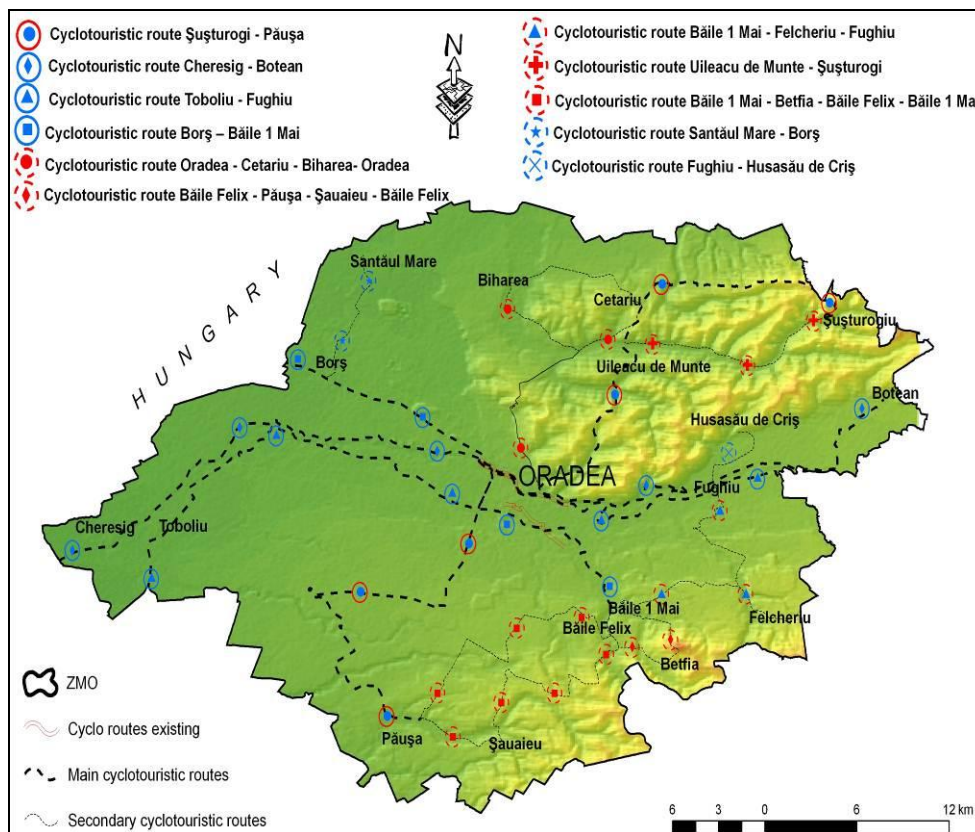 Cyclotouristic route Şuşturogi - Păuşa
Cyclotouristic route Cheresig - Botean
Cyclotouristic route Toboliu - Fughiu
Cyclotouristic route Borş – Băile 1 Mai
Cyclotouristic route Oradea - Cetariu - Biharea- Oradea
Cyclotouristic route Băile Felix - Păuşa - Şauaieu - Băile Felix
N
Cyclotouristic route Băile 1 Mai - Felcheriu - Fughiu
Cyclotouristic route Uileacu de Munte - Şuşturogi
Cyclotouristic route Băile 1 Mai - Betfia - Băile Felix - Băile 1 Ma
Cyclotouristic route Santăul Mare - Borş
Cyclotouristic route Fughiu - Husasău de Criş
HUNGARY
Santăul Mare
Biharea
Cetariu
Şuşturogiu
Borş
Uileacu de Munte
Botean
Husasău de Criş
ORADEA
Fughiu
Cheresig
Toboliu
Băile 1 Mai
Felcheriu
Băile Felix
Betfia
Păuşa
Şauaieu
ZMO
Cyclo routes existing
Main cyclotouristic routes
Secondary cyclotouristic routes
6 3 0 6 12 km